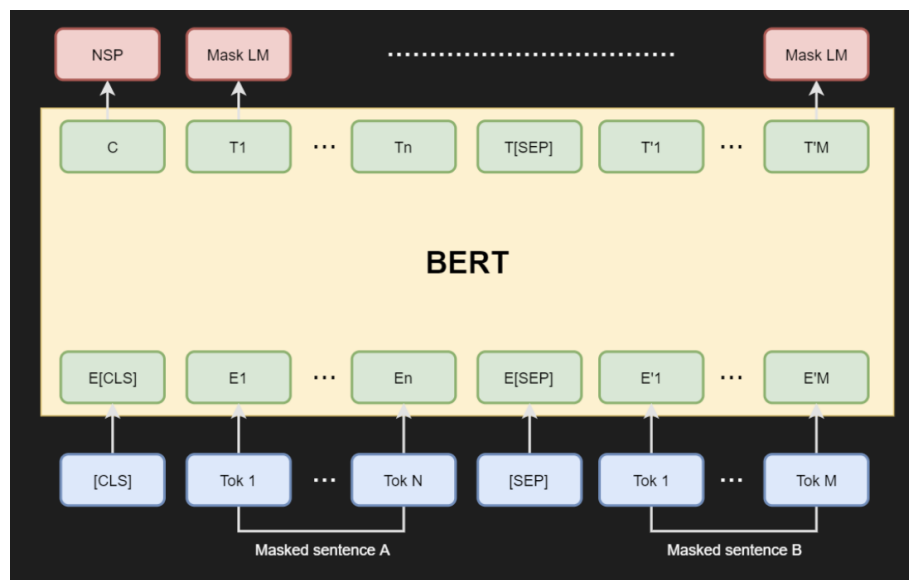 NSP Mask LM Mask LM
C T1 ... Tn T[SEP] T'1 ... T'M
BERT
E[CLS] E1 ... En E[SEP] E'1 ... E'M
[CLS] Tok 1 ... Tok N [SEP] Tok 1 ... Tok M
Masked sentence A Masked sentence B